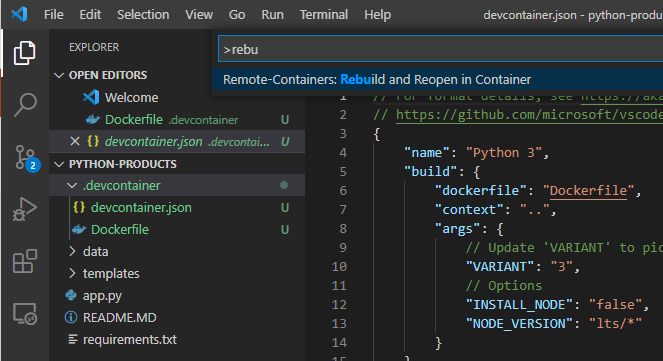 File Edit Selection View Go Run Terminal Help devcontainer.json - python-produc
EXPLORER
>rebu
Remote-Containers: Rebuild and Reopen in Container
OPEN EDITORS
Welcome
Dockerfile .devcontainer U
devcontainer.json .devcontai... U
PYTHON-PRODUCTS
.devcontainer
devcontainer.json U
Dockerfile U
data
templates
app.py
README.MD
requirements.txt
2
1 // For format details, see https://aka
2 // https://github.com/microsoft/vscode
3 {
4 "name": "Python 3",
5 "build": {
6 "dockerfile": "Dockerfile",
7 "context": "..",
8 "args": {
9 // Update 'VARIANT' to pic
10 "VARIANT": "3",
11 // Options
12 "INSTALL_NODE": "false",
13 "NODE_VERSION": "lts/*"
14 }
15 }